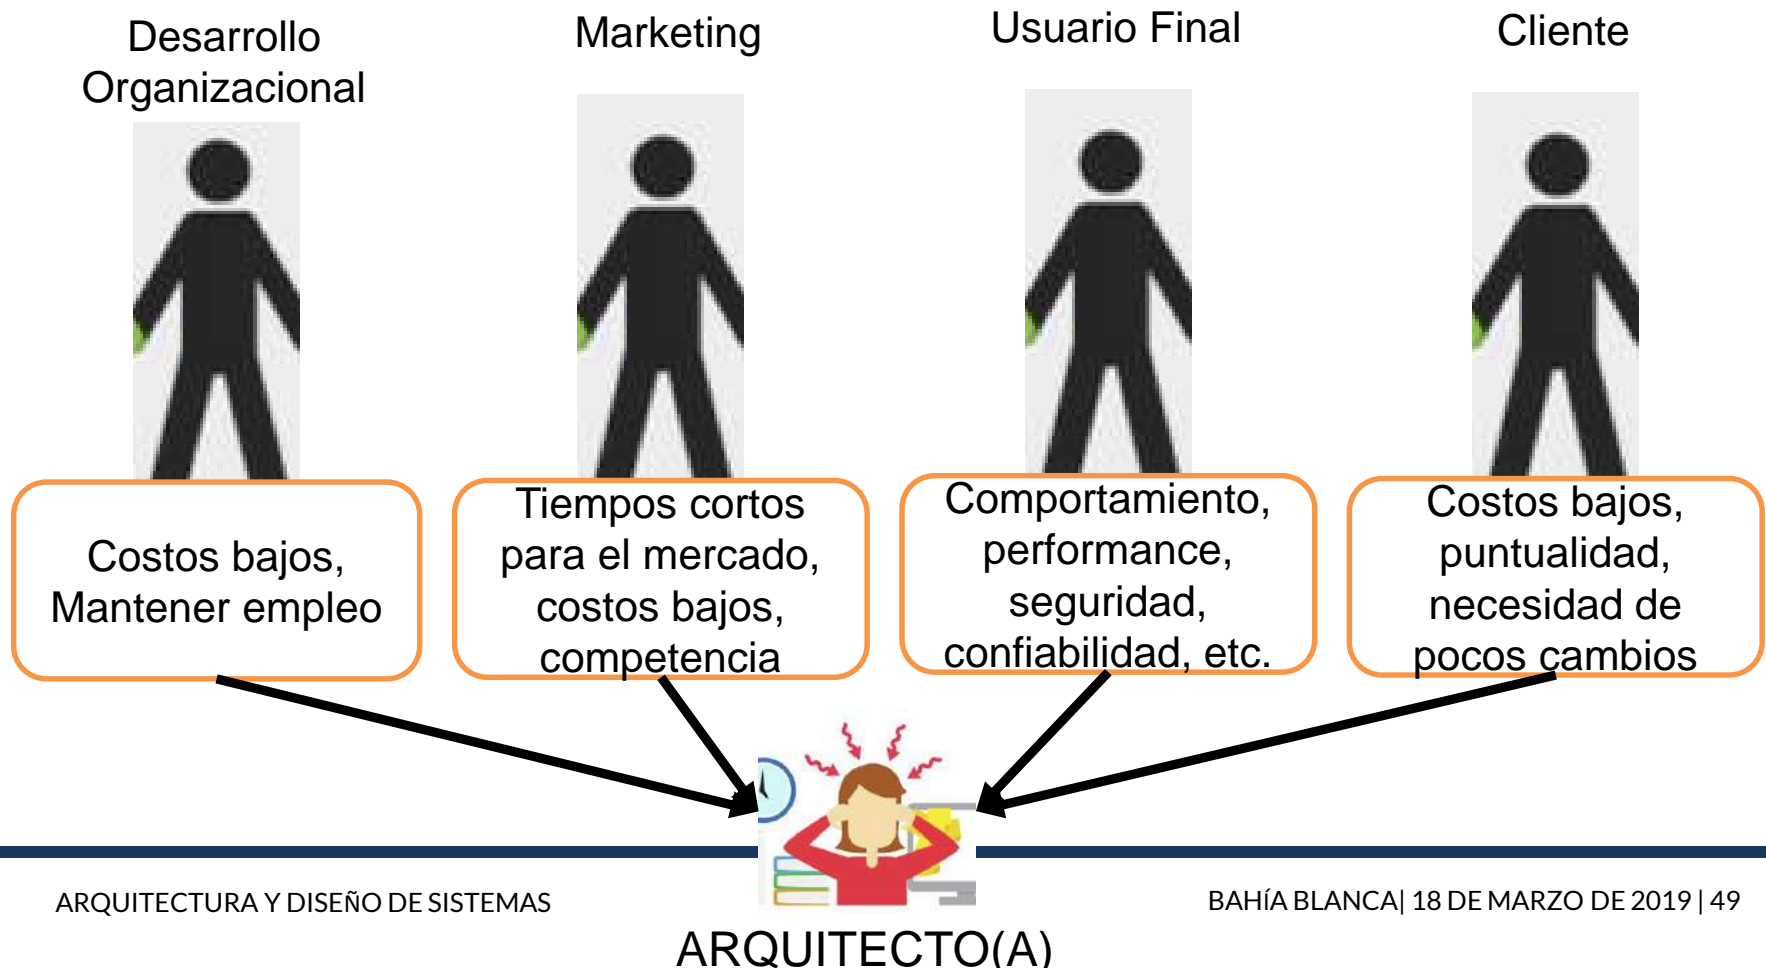 Desarrollo
Organizacional
Marketing
Usuario Final
Cliente
Costos bajos,
Mantener empleo
Tiempos cortos
para el mercado,
costos bajos,
competencia
Comportamiento,
performance,
seguridad,
confiabilidad, etc.
Costos bajos,
puntualidad,
necesidad de
pocos cambios
ARQUITECTURA Y DISEÑO DE SISTEMAS
BAHÍA BLANCA| 18 DE MARZO DE 2019 | 49
ARQUITECTO(A)